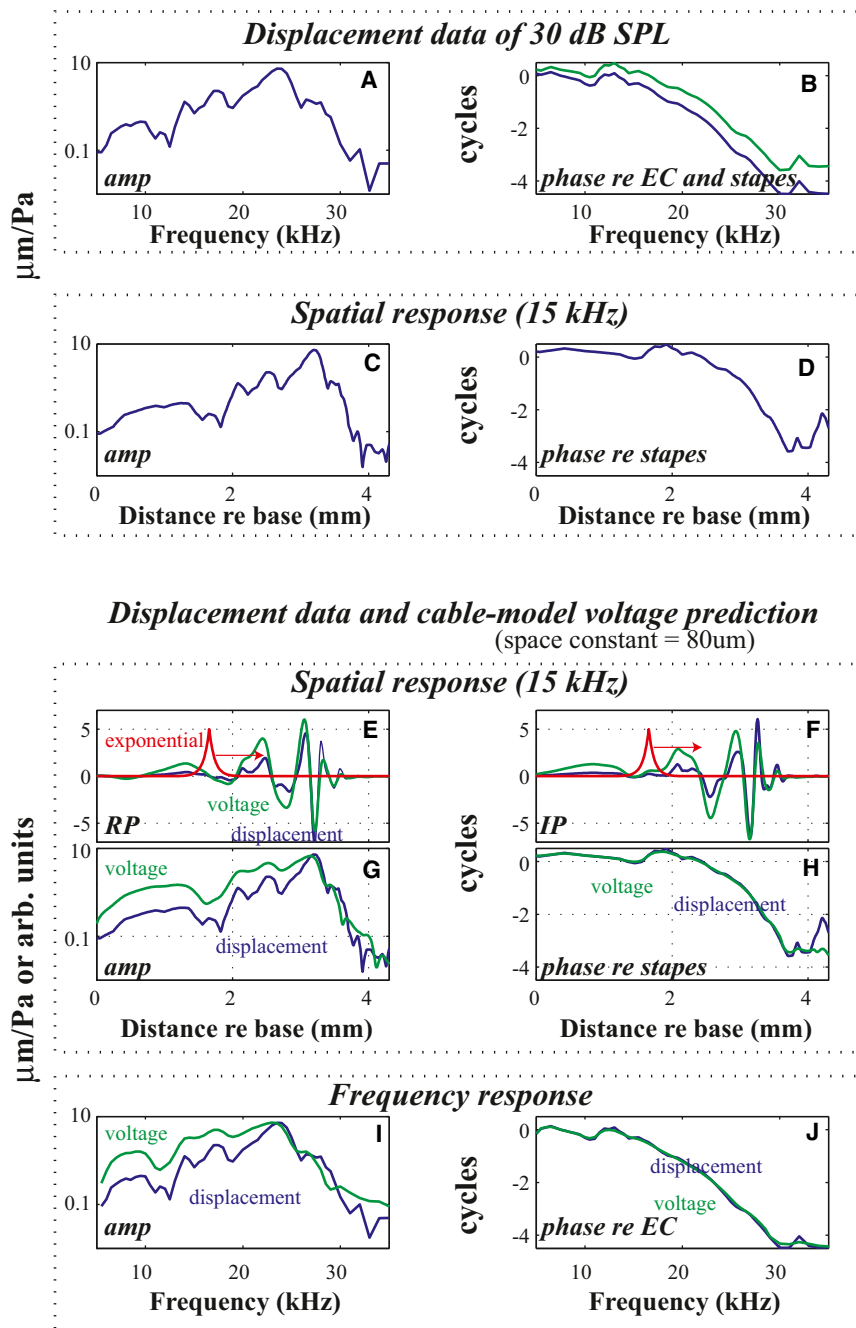 Displacement data of 30 dB SPL
μm/Pa
10
0.1
A
amp
10 20 30
Frequency (kHz)
cycles
0
-2
-4
B
phase re EC and stapes
10 20 30
Frequency (kHz)
Spatial response (15 kHz)
10
0.1
C
amp
0 2 4
Distance re base (mm)
cycles
0
-2
-4
D
phase re stapes
0 2 4
Distance re base (mm)
Displacement data and cable-model voltage prediction
(space constant = 80um)
Spatial response (15 kHz)
μm/Pa or arb. units
5
0
-5
exponential
E
voltage
RP
displacement
5
0
-5
F
IP
10
0.1
voltage
G
displacement
amp
0 2 4
Distance re base (mm)
cycles
0
-2
-4
H
voltage
displacement
phase re stapes
0 2 4
Distance re base (mm)
Frequency response
10
0.1
voltage
I
displacement
amp
10 20 30
Frequency (kHz)
cycles
0
-2
-4
J
displacement
voltage
phase re EC
10 20 30
Frequency (kHz)